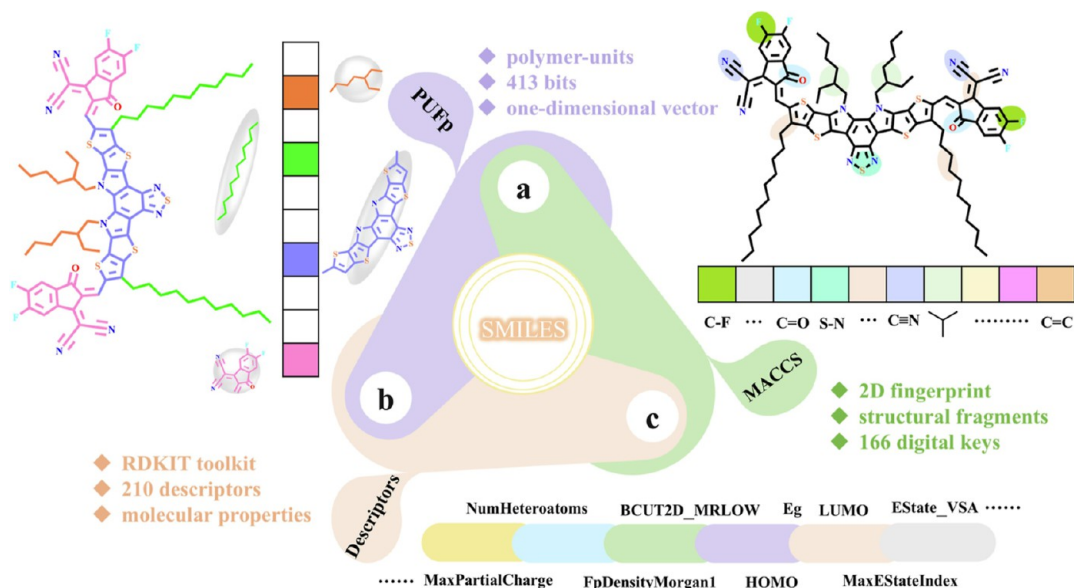 polymer-units
413 bits
one-dimensional vector
PUFp
a
b
c
SMILES
MACCS
Descriptors
RDKIT toolkit
210 descriptors
molecular properties
2D fingerprint
structural fragments
166 digital keys
C-F ··· C=O S-N ··· C≡N ········· C=C
NumHeteroatoms BCUT2D_MRLOW Eg LUMO EState_VSA ······
······ MaxPartialCharge FpDensityMorgan1 HOMO MaxEStateIndex
F
F
N
N
O
S
S
N
N
S
N
N
S
S
O
F
F
N
N
N
N
O
F
F
S
S
N
N
N
S
N
S
S
F
F
N
N
O
N
N
S
S
N
N
S
S
N
S
N
O
N
N
F